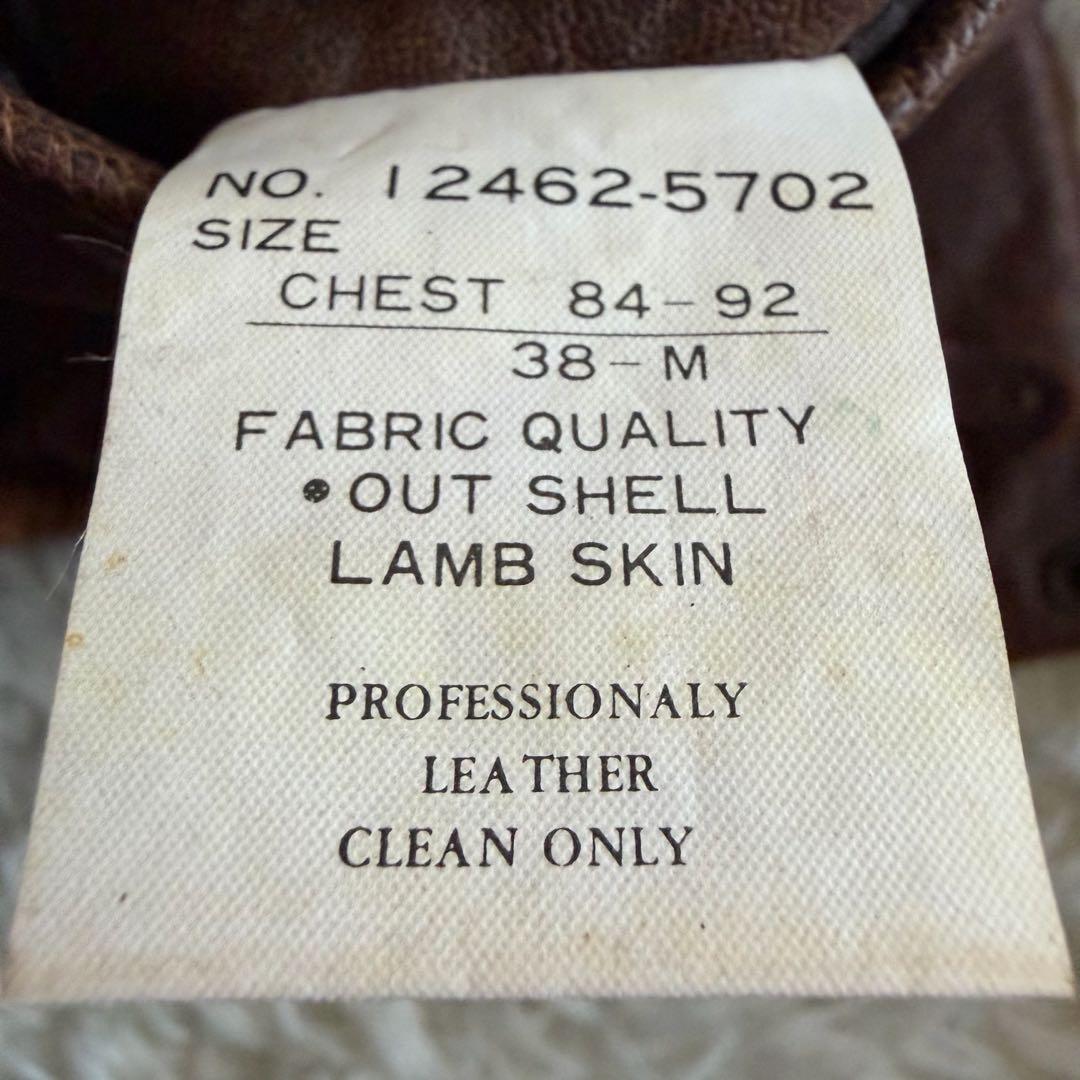 NO. 12462-5702
SIZE
CHEST 84-92
38-M
FABRIC QUALITY
•OUT SHELL
LAMB SKIN
PROFESSIONALY
LEATHER
CLEAN ONLY